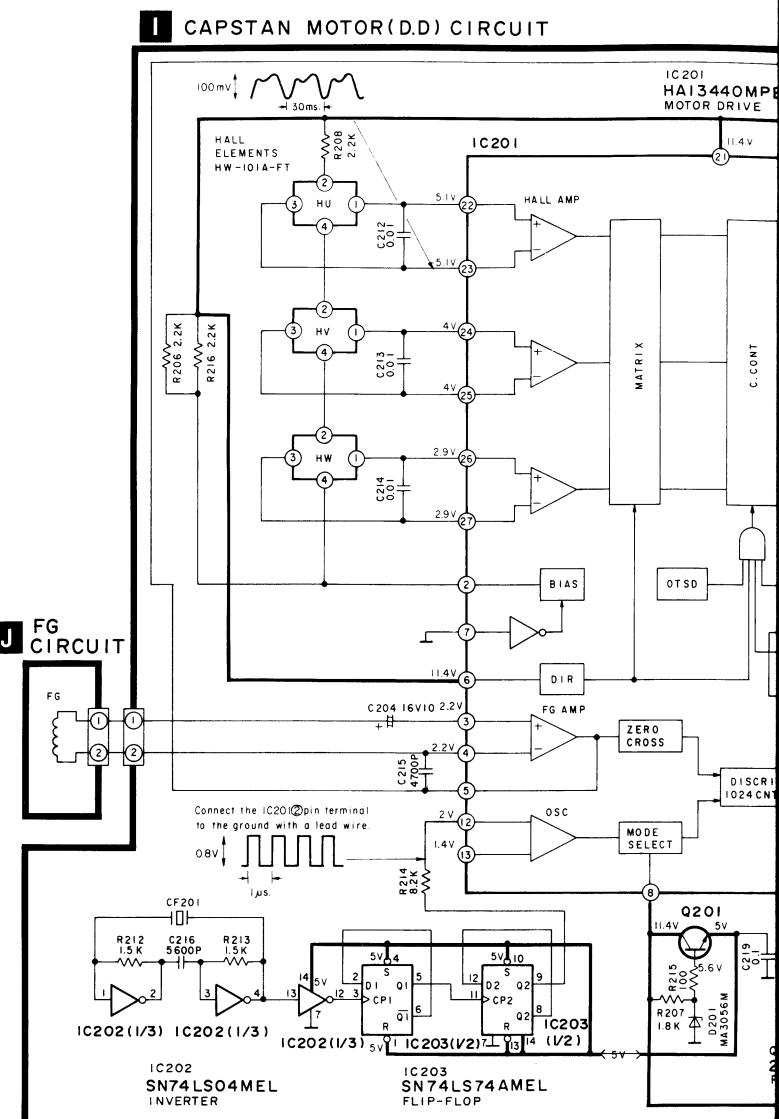 I CAPSTAN MOTOR(D.D) CIRCUIT
100mV
30ms.
IC201
HA13440MPE
MOTOR DRIVE
HALL
ELEMENTS
HW-101A-FT
R208
2.2K
IC201
11.4V
21
2
3 HU 1
4
C212
0.01
5.1V 22
5.1V 23
HALL AMP
+
−
2
3 HV 1
4
R206 2.2K
R216 2.2K
C213
0.01
4V 24
4V 25
+
−
MATRIX
C.CONT
2
3 HW 1
4
C214
0.01
2.9V 26
2.9V 27
+
−
2
BIAS
OTSD
7
11.4V 6
DIR
J FG
CIRCUIT
FG
1 1
2 2
C204 16V10 2.2V 3
+
2.2V 4
C215
4700P
5
FG AMP
+
−
ZERO
CROSS
DISCRI
1024CNT
Connect the IC201②pin terminal
to the ground with a lead wire.
0.8V
1μs.
2V 12
1.4V 13
OSC
MODE
SELECT
R214
8.2K
8
CF201
R212
1.5K
C216
5600P
R213
1.5K
1 2
3 4
13 12
14 5V
7
IC202(1/3) IC202(1/3)
IC202(1/3)
5V 4
S
2 D1 Q1 5
3 CP1
Q1 6
R
5V 1
IC203(1/2)
5V 10
S
12 D2 Q2 9
11 CP2
Q2 8
R
7 13 14
IC203
(1/2)
5V
Q201
11.4V 5V
5.6V
R215
100
R207
1.8K
D201
MA3056M
C219
0.1
IC202
SN74LS04MEL
INVERTER
IC203
SN74LS74AMEL
FLIP-FLOP